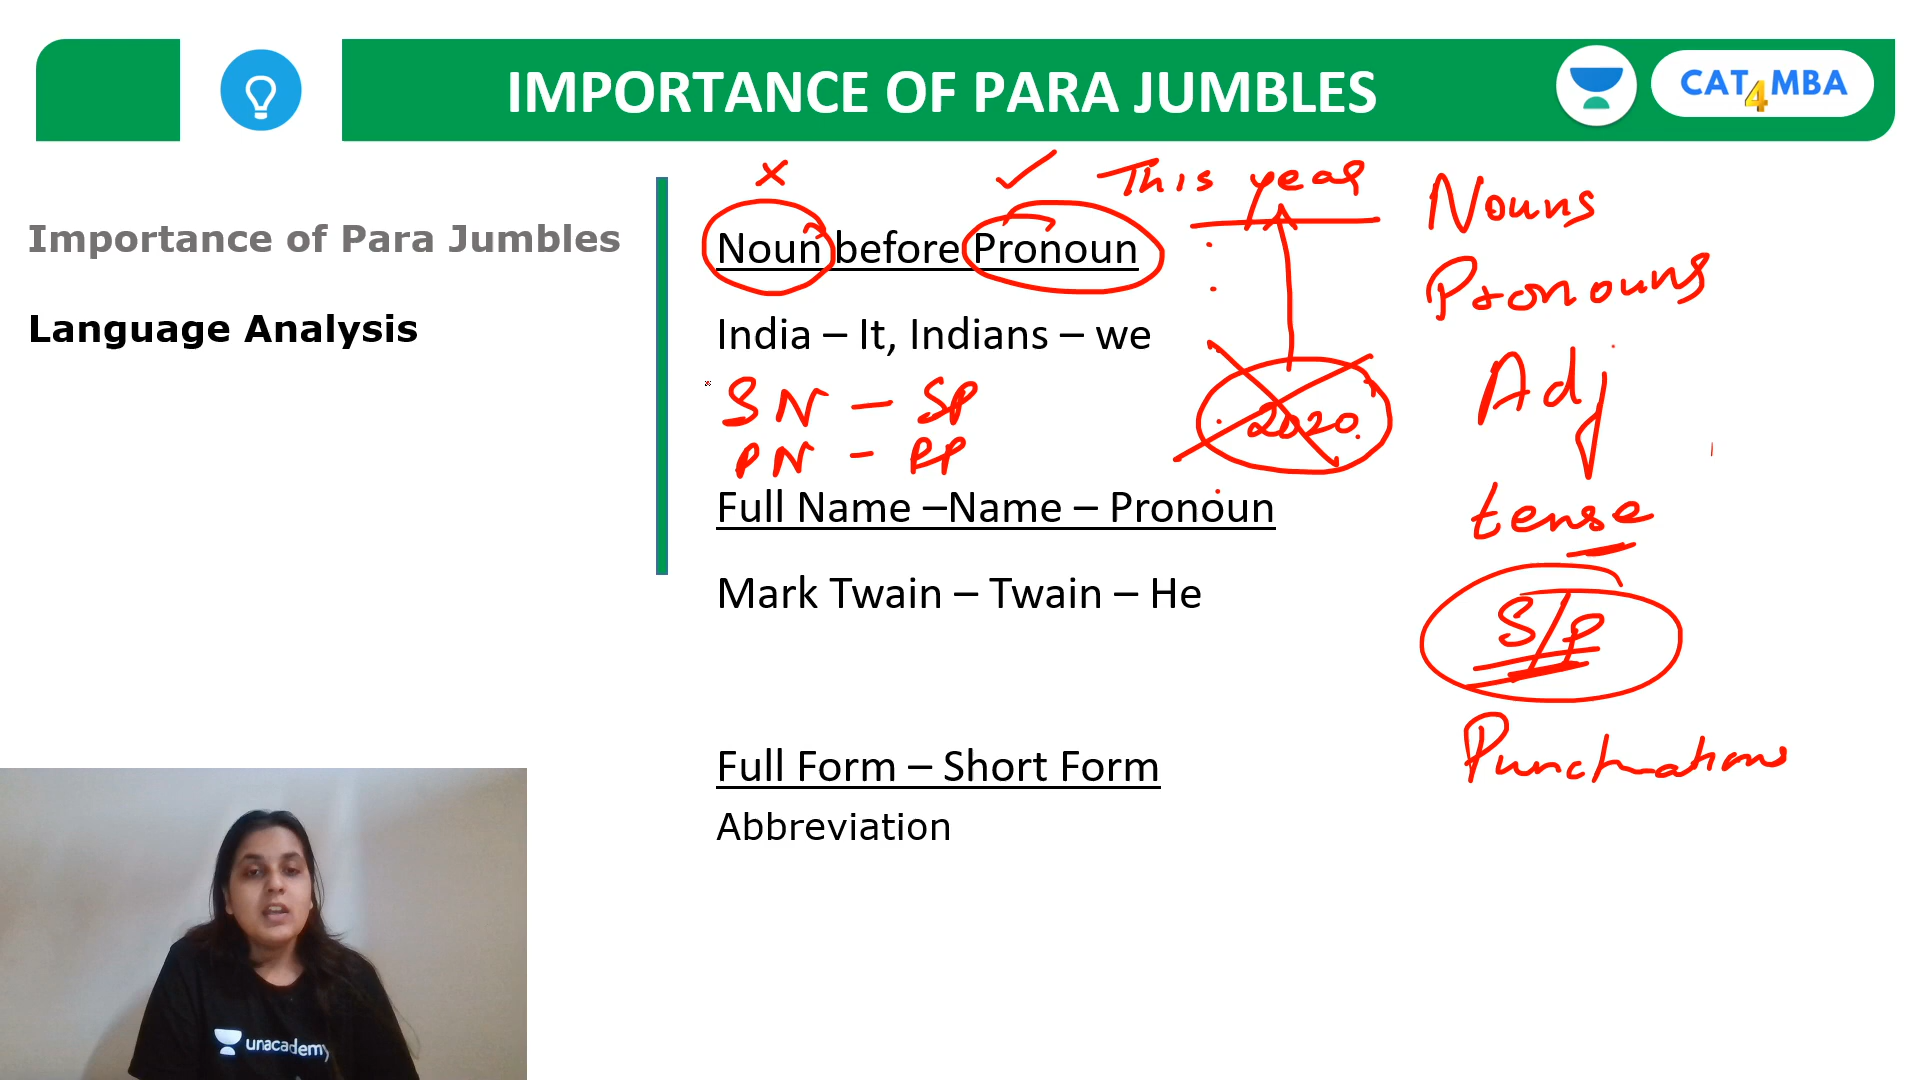 IMPORTANCE OF PARA JUMBLES
CAT4MBA
Importance of Para Jumbles
Language Analysis
This year
Noun before Pronoun
India – It, Indians – we
SN – SP
PN – PP
2020
Full Name –Name – Pronoun
Mark Twain – Twain – He
Full Form – Short Form
Abbreviation
Nouns
Pronouns
Adj
tense
S/P
Punctuations
unacademy